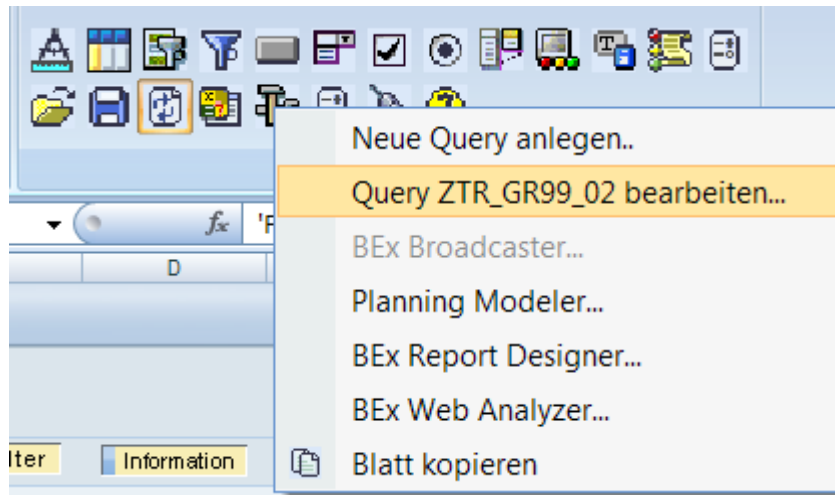 Neue Query anlegen..
Query ZTR_GR99_02 bearbeiten...
fx 'F
BEx Broadcaster...
D
Planning Modeler...
BEx Report Designer...
BEx Web Analyzer...
lter Information
Blatt kopieren